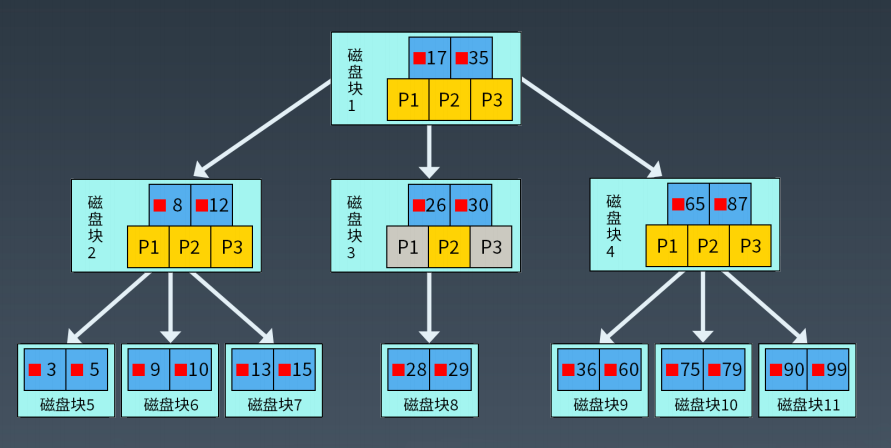 磁盘块1
17 35
P1 P2 P3
磁盘块2
8 12
P1 P2 P3
磁盘块3
26 30
P1 P2 P3
磁盘块4
65 87
P1 P2 P3
3 5
磁盘块5
9 10
磁盘块6
13 15
磁盘块7
28 29
磁盘块8
36 60
磁盘块9
75 79
磁盘块10
90 99
磁盘块11